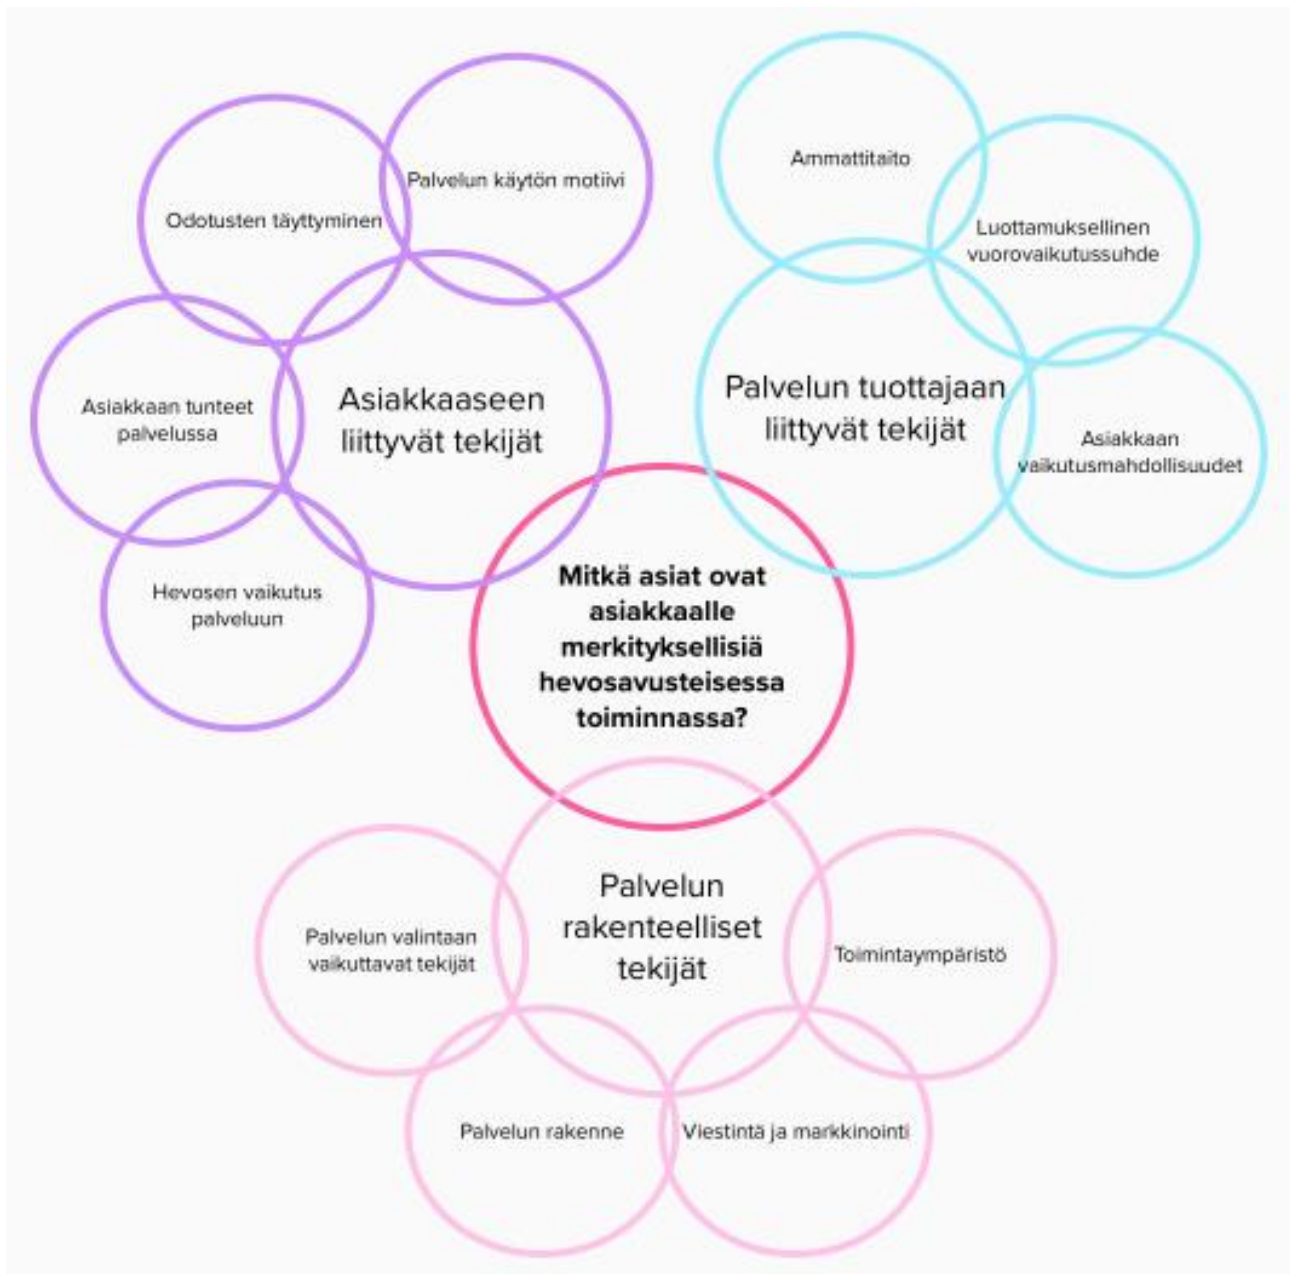 Palvelun käytön motiivi
Odotusten täyttyminen
Asiakkaan tunteet
palvelussa
Hevosen vaikutus
palveluun
Asiakkaaseen
liittyvät tekijät
Ammattitaito
Luottamuksellinen
vuorovaikutussuhde
Asiakkaan
vaikutusmahdollisuudet
Palvelun tuottajaan
liittyvät tekijät
Mitkä asiat ovat
asiakkaalle
merkityksellisiä
hevosavusteisessa
toiminnassa?
Palvelun
rakenteelliset
tekijät
Palvelun valintaan
vaikuttavat tekijät
Palvelun rakenne
Viestintä ja markkinointi
Toimintaympäristö